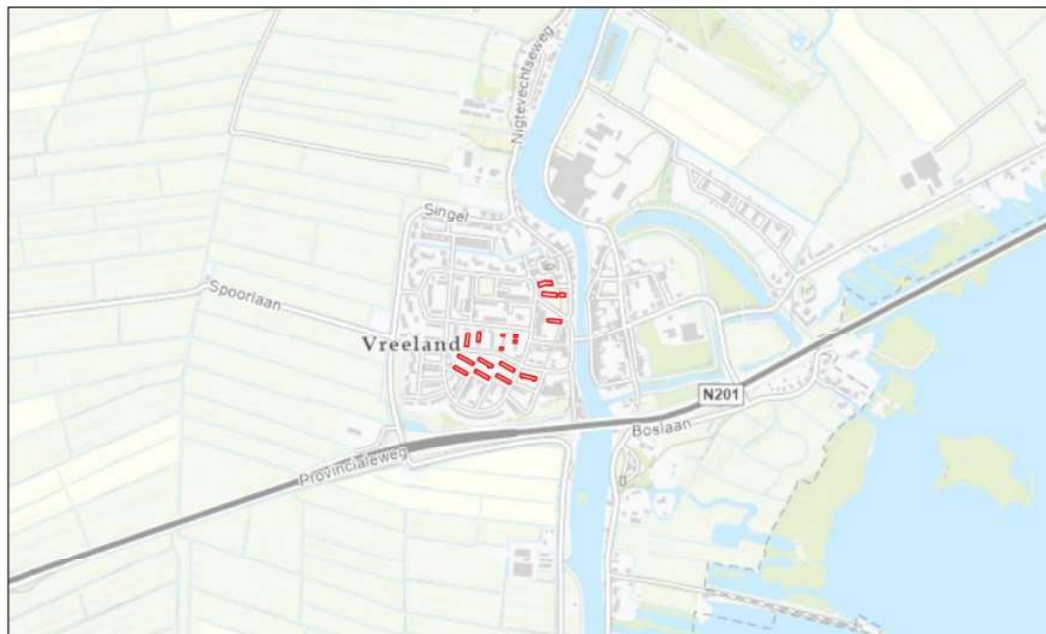 Nigtevechtseweg
Singel
Spoorlaan
Vreeland
N201
Boslaan
Provincialeweg